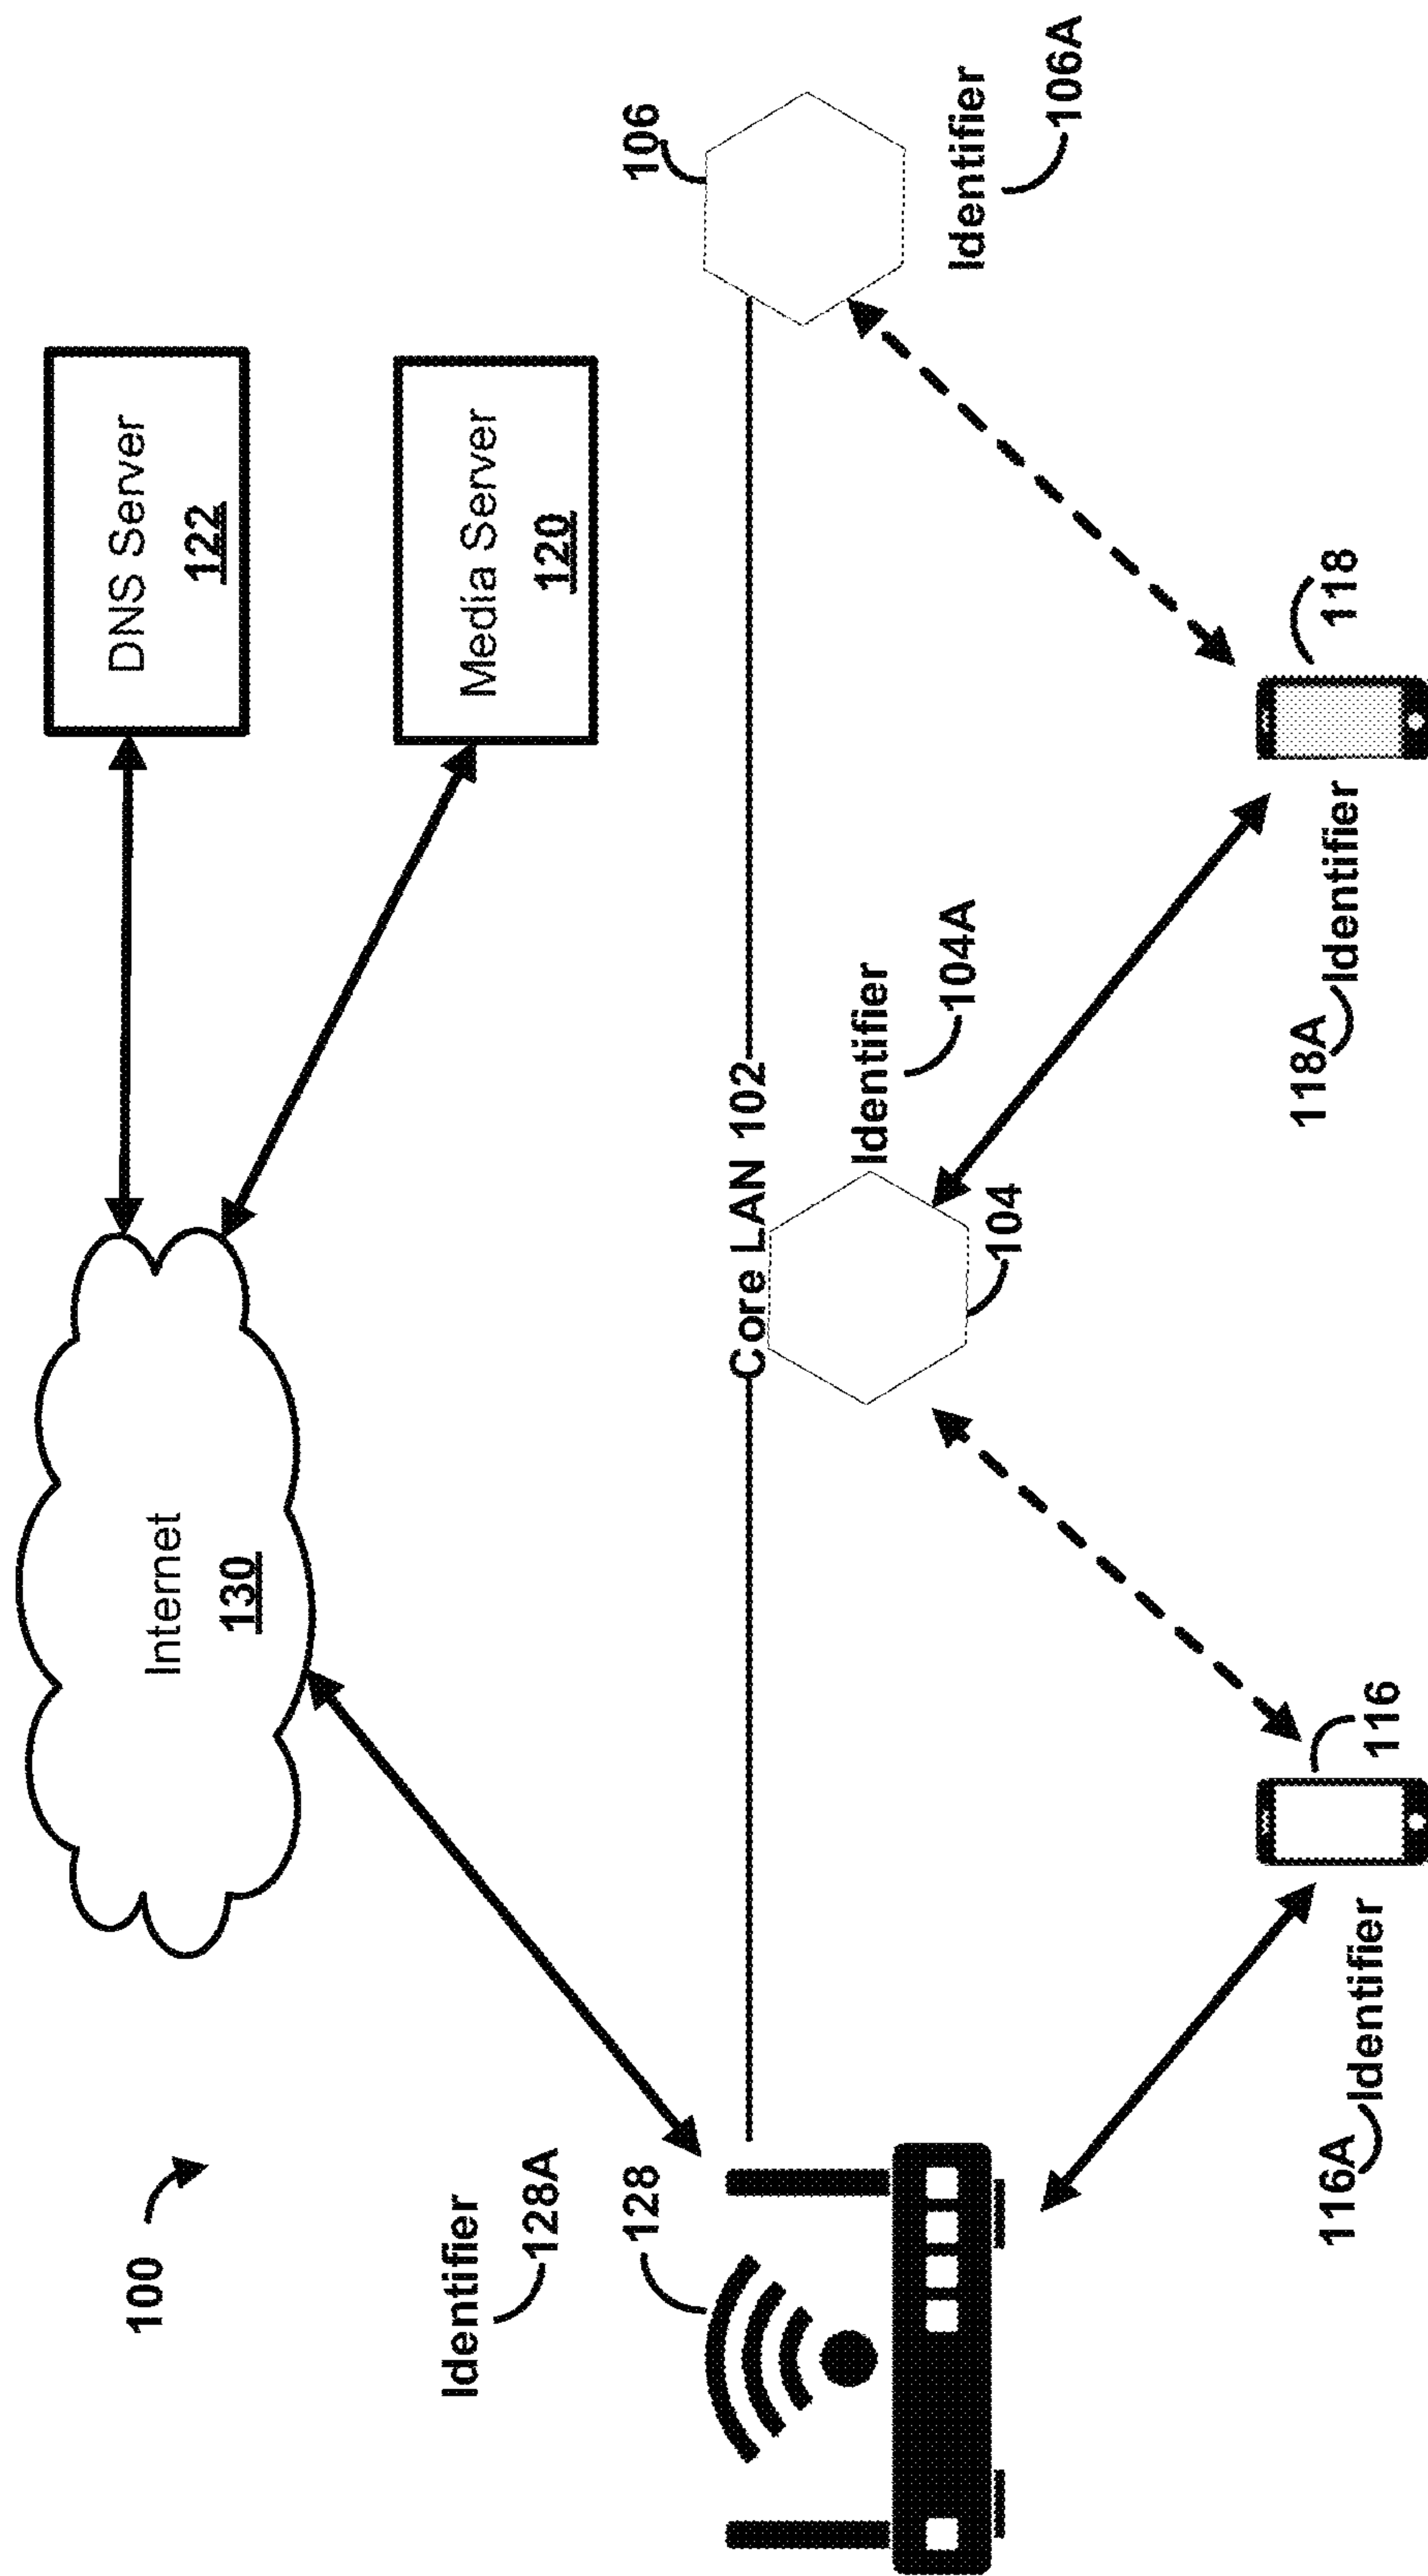 100
Internet
130
DNS Server
122
Media Server
120
Identifier
128A
128
Core LAN 102
106
Identifier
106A
Identifier
104A
104
116
116A
Identifier
118
118A
Identifier